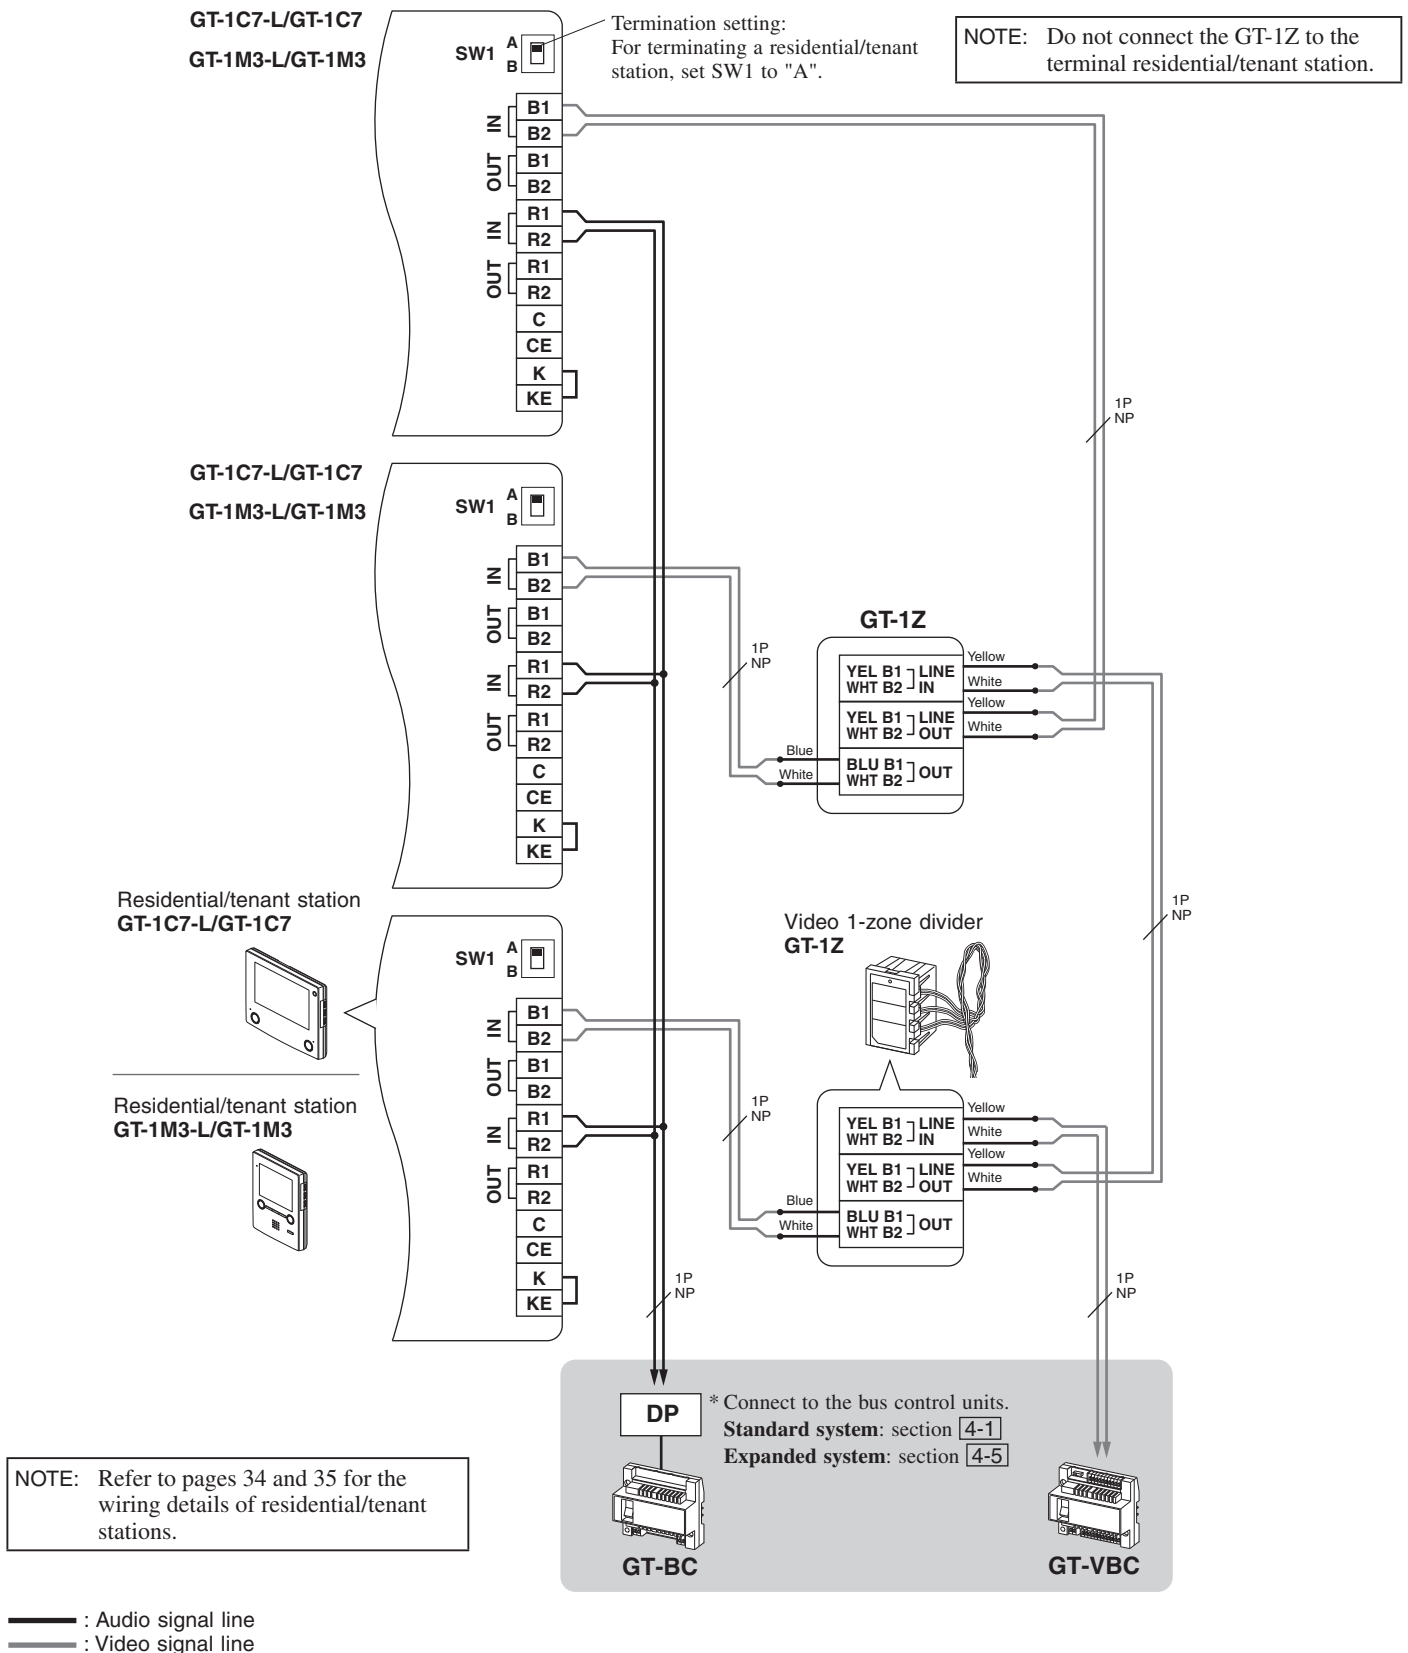 GT-1C7-L/GT-1C7
GT-1M3-L/GT-1M3
SW1
A
B
Termination setting:
For terminating a residential/tenant
station, set SW1 to "A".
NOTE: Do not connect the GT-1Z to the
terminal residential/tenant station.
IN
B1
B2
OUT
B1
B2
IN
R1
R2
OUT
R1
R2
C
CE
K
KE
1P
NP
GT-1C7-L/GT-1C7
GT-1M3-L/GT-1M3
SW1
A
B
IN
B1
B2
OUT
B1
B2
IN
R1
R2
OUT
R1
R2
C
CE
K
KE
1P
NP
GT-1Z
YEL B1 LINE
WHT B2 IN
YEL B1 LINE
WHT B2 OUT
BLU B1
WHT B2 OUT
Yellow
White
Yellow
White
Blue
White
1P
NP
Residential/tenant station
GT-1C7-L/GT-1C7
Residential/tenant station
GT-1M3-L/GT-1M3
SW1
A
B
IN
B1
B2
OUT
B1
B2
IN
R1
R2
OUT
R1
R2
C
CE
K
KE
1P
NP
Video 1-zone divider
GT-1Z
YEL B1 LINE
WHT B2 IN
YEL B1 LINE
WHT B2 OUT
BLU B1
WHT B2 OUT
Yellow
White
Yellow
White
Blue
White
1P
NP
1P
NP
DP
* Connect to the bus control units.
Standard system: section 4-1
Expanded system: section 4-5
GT-BC
GT-VBC
NOTE: Refer to pages 34 and 35 for the
wiring details of residential/tenant
stations.
: Audio signal line
: Video signal line